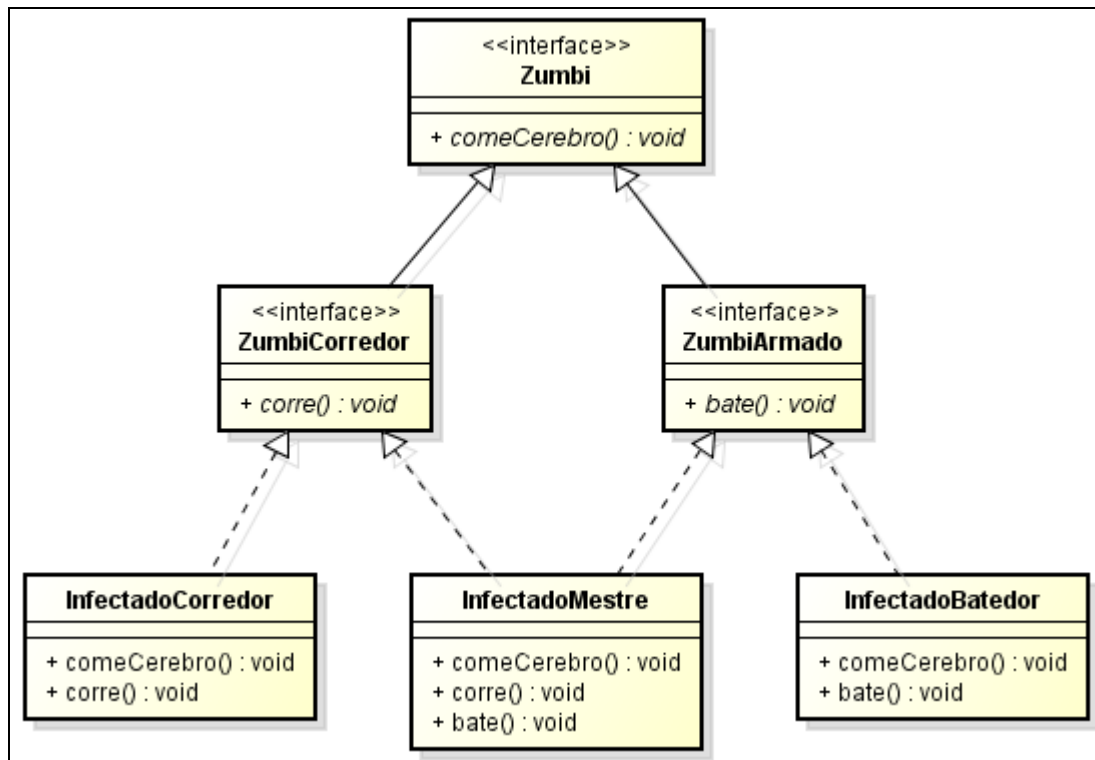 <<interface>>
Zumbi
+ comeCerebro() : void
<<interface>>
ZumbiCorredor
+ corre() : void
<<interface>>
ZumbiArmado
+ bate() : void
InfectadoCorredor
+ comeCerebro() : void
+ corre() : void
InfectadoMestre
+ comeCerebro() : void
+ corre() : void
+ bate() : void
InfectadoBatedor
+ comeCerebro() : void
+ bate() : void